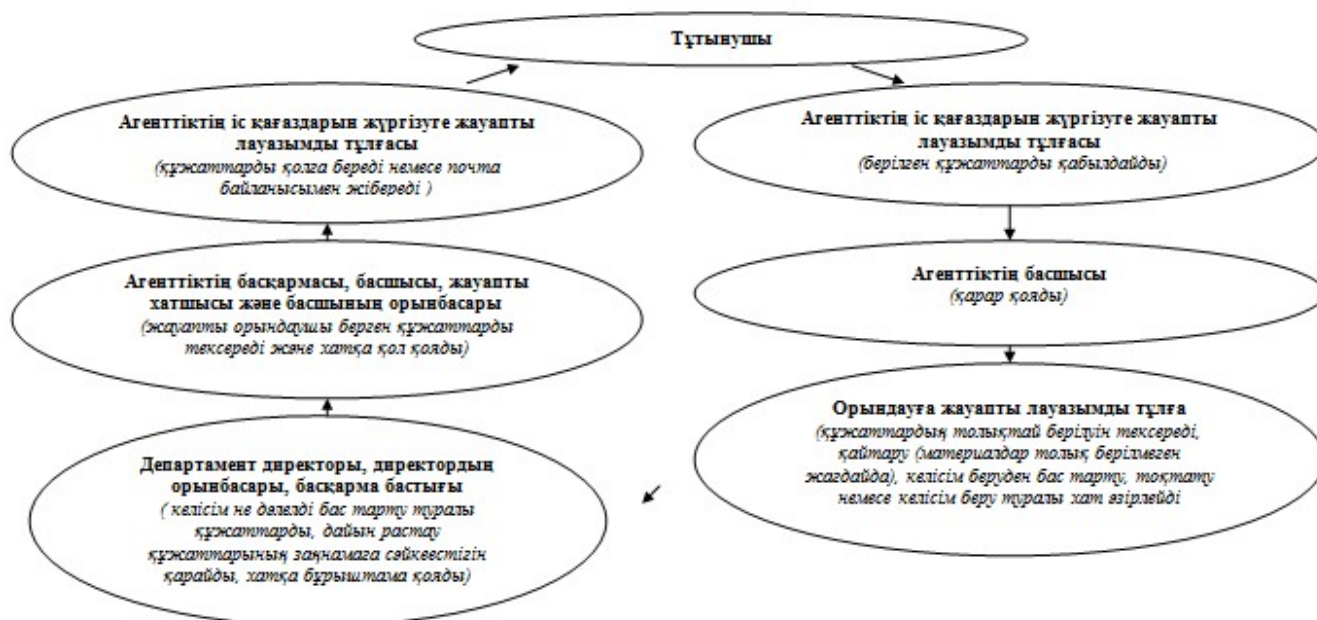 Тұтынушы
Агенттіктің іс қағаздарын жүргізуге жауапты
лауазымды тұлғасы
(құжаттарды қолға береді немесе почта
байланысымен жібереді )
Агенттіктің іс қағаздарын жүргізуге жауапты
лауазымды тұлғасы
(берілген құжаттарды қабылдайды)
Агенттіктің басқармасы, басшысы, жауапты
хатшысы және басшының орынбасары
(жауапты орындаушы берген құжаттарды
тексереді және хатқа қол қояды)
Агенттіктің басшысы
(қарар қояды)
Департамент директоры, директордың
орынбасары, басқарма бастығы
( келісім не дәлелді бас тарту туралы
құжаттарды, дайын растау
құжаттарының заңнамаға сәйкестігін
қарайды, хатқа бұрыштама қояды)
Орындауға жауапты лауазымды тұлға
(құжаттардың толықтай берілуін тексереді,
қайтару (материалдар толық берілмеген
жағдайда), келісім беруден бас тарту, тоқтату
немесе келісім беру туралы хат әзірлейді